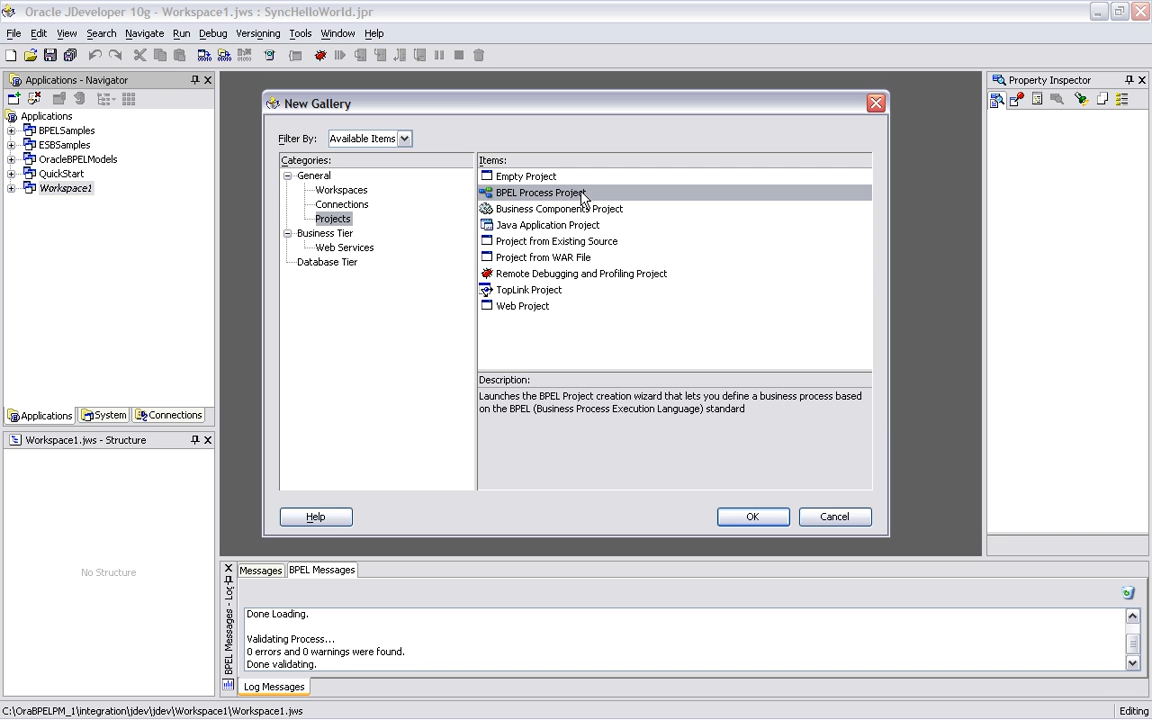 Oracle JDeveloper 10g - Workspace1.jws : SyncHelloWorld.jpr
File Edit View Search Navigate Run Debug Versioning Tools Window Help
Applications - Navigator
Applications
BPELSamples
ESBSamples
OracleBPELModels
QuickStart
Workspace1
Applications System Connections
Workspace1.jws - Structure
No Structure
New Gallery
Filter By: Available Items
Categories:
General
Workspaces
Connections
Projects
Business Tier
Web Services
Database Tier
Items:
Empty Project
BPEL Process Project
Business Components Project
Java Application Project
Project from Existing Source
Project from WAR File
Remote Debugging and Profiling Project
TopLink Project
Web Project
Description:
Launches the BPEL Project creation wizard that lets you define a business process based
on the BPEL (Business Process Execution Language) standard
Help OK Cancel
Property Inspector
Messages BPEL Messages
BPEL Messages - Log
Done Loading.
Validating Process...
0 errors and 0 warnings were found.
Done validating.
Log Messages
C:\OraBPELPM_1\integration\jdev\jdev\Workspace1\Workspace1.jws Editing